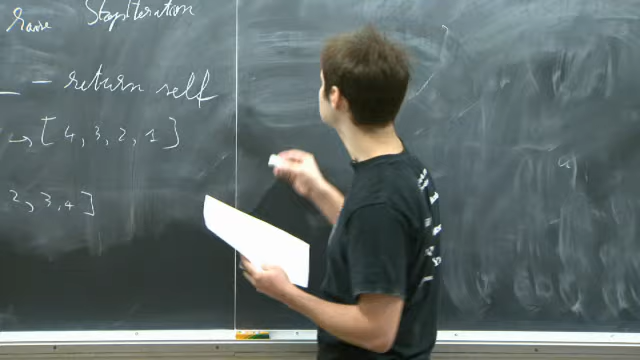 raise StopIteration
— return self
→ [ 4, 3, 2, 1 ]
2, 3, 4 ]